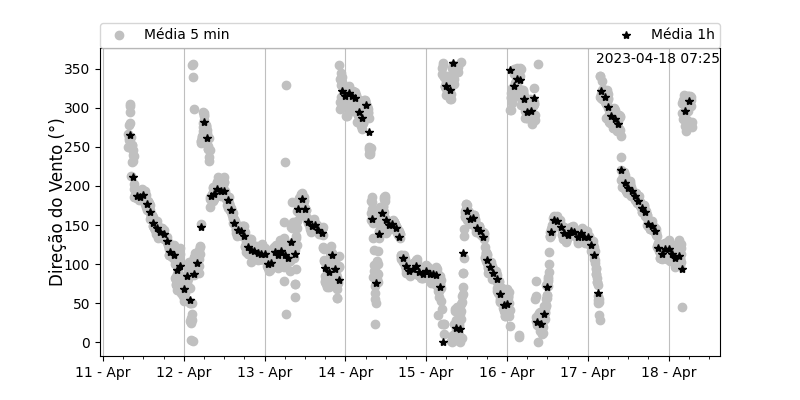 Média 5 min
Média 1h
2023-04-18 07:25
Direção do Vento (°)
350
300
250
200
150
100
50
0
11 - Apr
12 - Apr
13 - Apr
14 - Apr
15 - Apr
16 - Apr
17 - Apr
18 - Apr